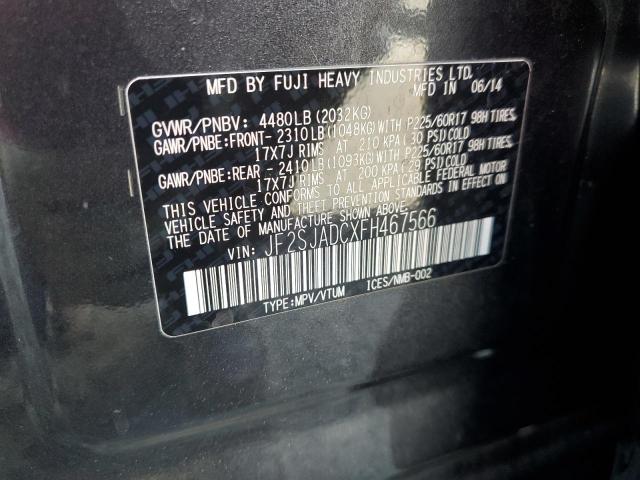 MFD BY FUJI HEAVY INDUSTRIES LTD.
MFD IN 06/14
GVWR/PNBV: 4480LB (2032KG)
GAWR/PNBE:FRONT- 2310LB(1048KG)WITH P225/60R17 98H TIRES,
17X7J RIMS AT 210 KPA( 30 PSI)COLD
GAWR/PNBE:REAR - 2410LB(1093KG)WITH P225/60R17 98H TIRES,
17X7J RIMS AT 200 KPA( 29 PSI)COLD
THIS VEHICLE CONFORMS TO ALL APPLICABLE FEDERAL MOTOR
VEHICLE SAFETY AND THEFT PREVENTION STANDARDS IN EFFECT ON
THE DATE OF MANUFACTURE SHOWN ABOVE.
VIN: JF2SJADCXFH467566
TYPE:MPV/VTUM ICES/NMB-002